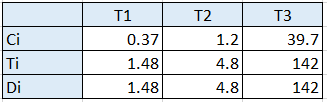 T1 T2 T3
Ci 0.37 1.2 39.7
Ti 1.48 4.8 142
Di 1.48 4.8 142